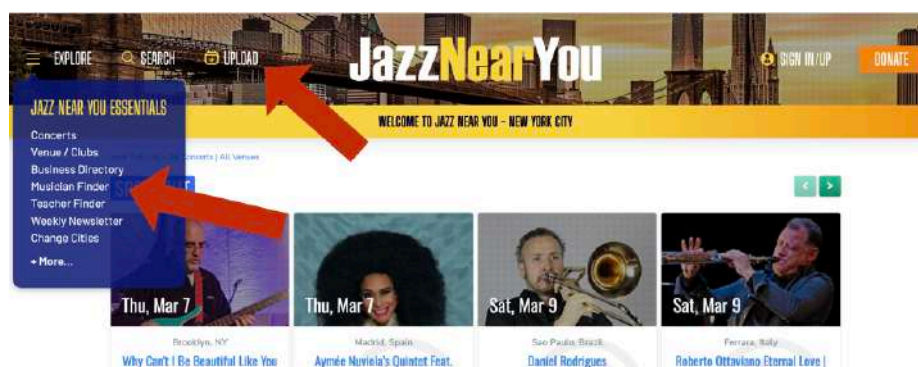 EXPLORE
SEARCH
UPLOAD
JazzNearYou
SIGN IN/UP
DONATE
JAZZ NEAR YOU ESSENTIALS
WELCOME TO JAZZ NEAR YOU - NEW YORK CITY
Concerts
Venue / Clubs
Business Directory
Musician Finder
Teacher Finder
Weekly Newsletter
Change Cities
+ More...
Concerts | All Venues
Thu, Mar 7
Thu, Mar 7
Sat, Mar 9
Sat, Mar 9
Brooklyn, NY
Madrid, Spain
Sao Paulo, Brazil
Ferrara, Italy
Why Can't I Be Beautiful Like You
Aymée Nuviola's Quintet Feat.
Daniel Rodrigues
Roberto Ottaviano Eternal Love |